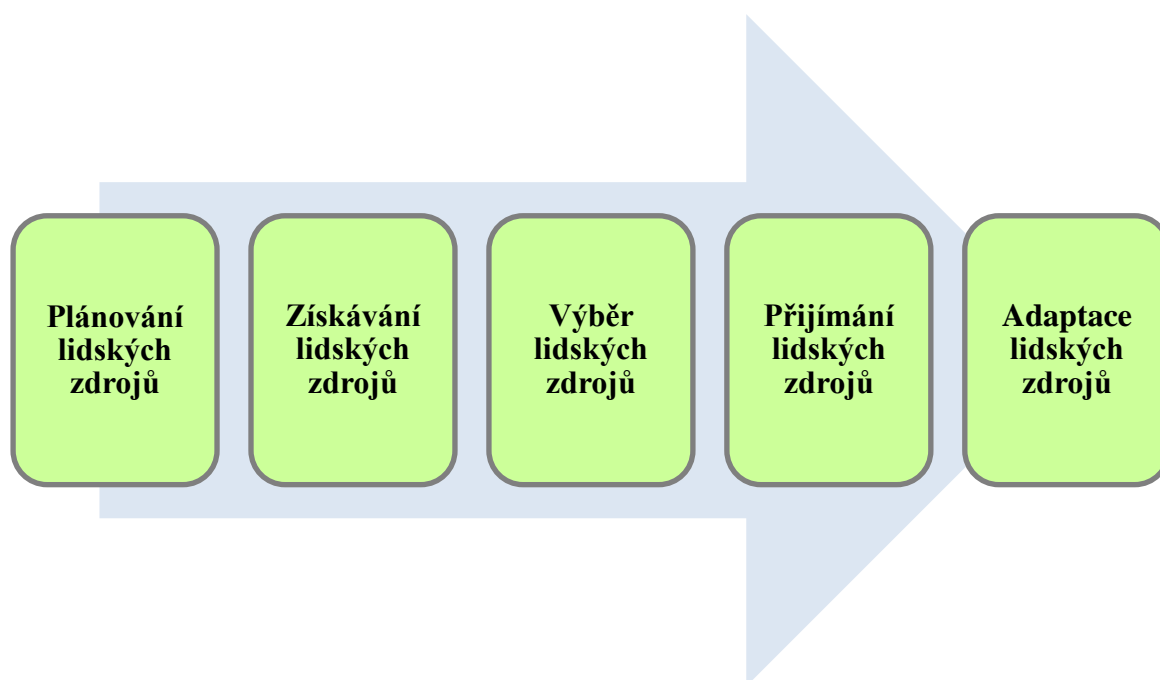 Plánování
lidských
zdrojů
Získávání
lidských
zdrojů
Výběr
lidských
zdrojů
Přijímání
lidských
zdrojů
Adaptace
lidských
zdrojů